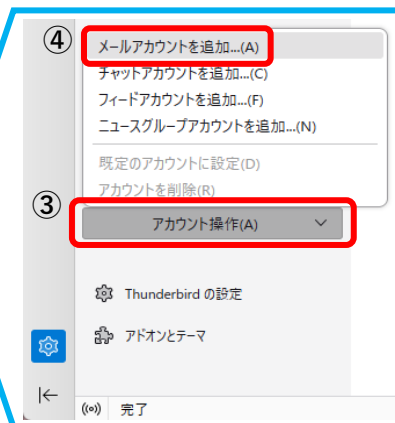 ④
メールアカウントを追加...(A)
チャットアカウントを追加...(C)
フィードアカウントを追加...(F)
ニュースグループアカウントを追加...(N)
既定のアカウントに設定(D)
アカウントを削除(R)
③
アカウント操作(A)
Thunderbird の設定
アドオンとテーマ
完了